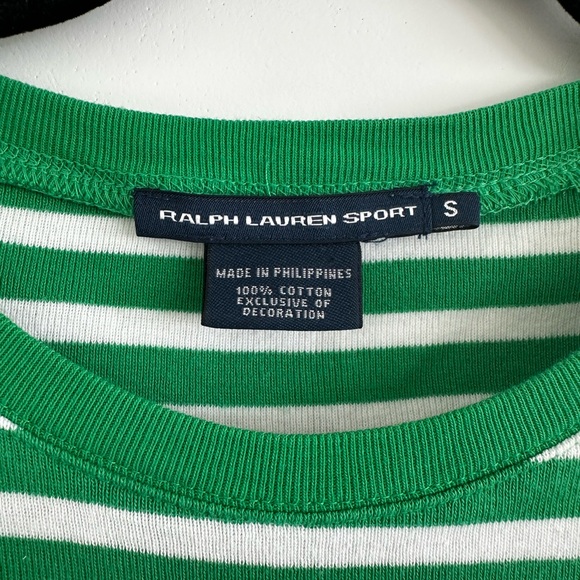 RALPH LAUREN SPORT S
MADE IN PHILIPPINES
100% COTTON
EXCLUSIVE OF
DECORATION